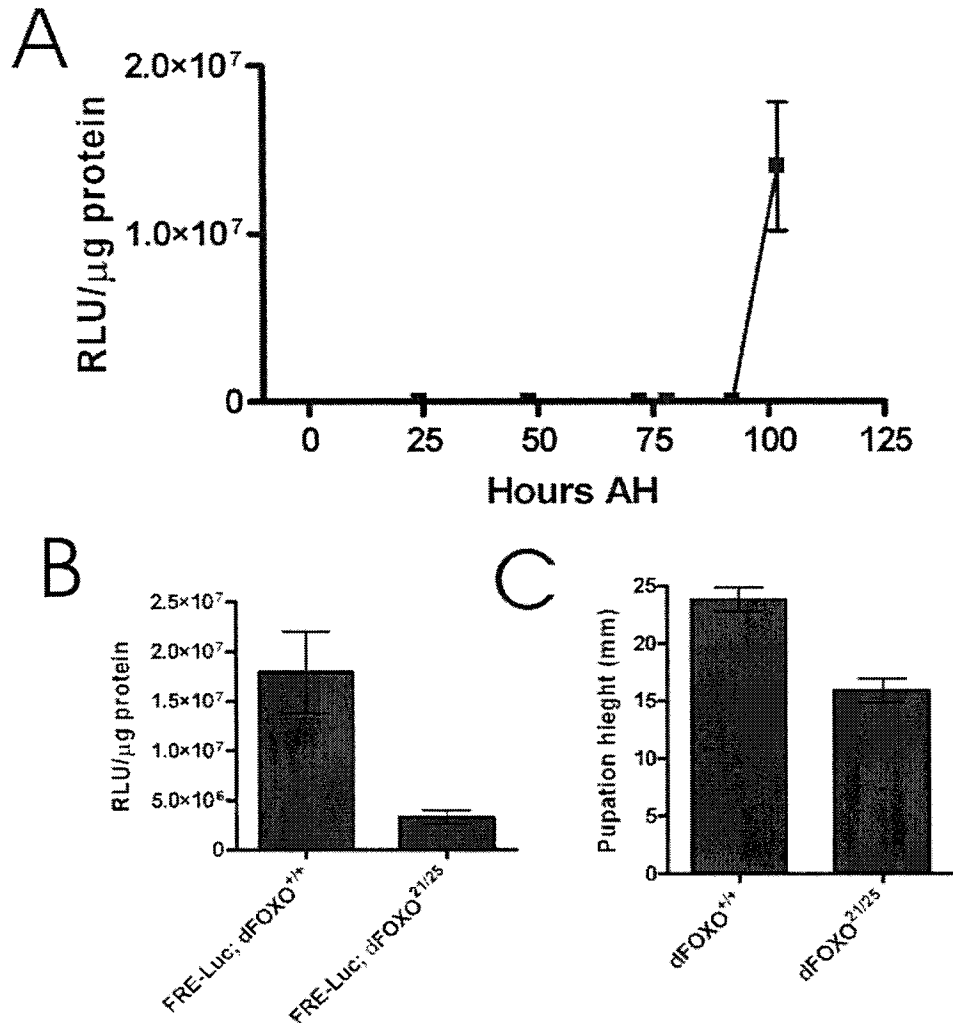 A
RLU/μg protein
2.0×10⁷
1.0×10⁷
0
0 25 50 75 100 125
Hours AH
B
RLU/μg protein
2.5×10⁷
2.0×10⁷
1.5×10⁷
1.0×10⁷
5.0×10⁶
0
FRE-Luc; dFOXO⁺/⁺
FRE-Luc; dFOXO²¹/²⁵
C
Pupation hieght (mm)
25
20
15
10
5
0
dFOXO⁺/⁺
dFOXO²¹/²⁵